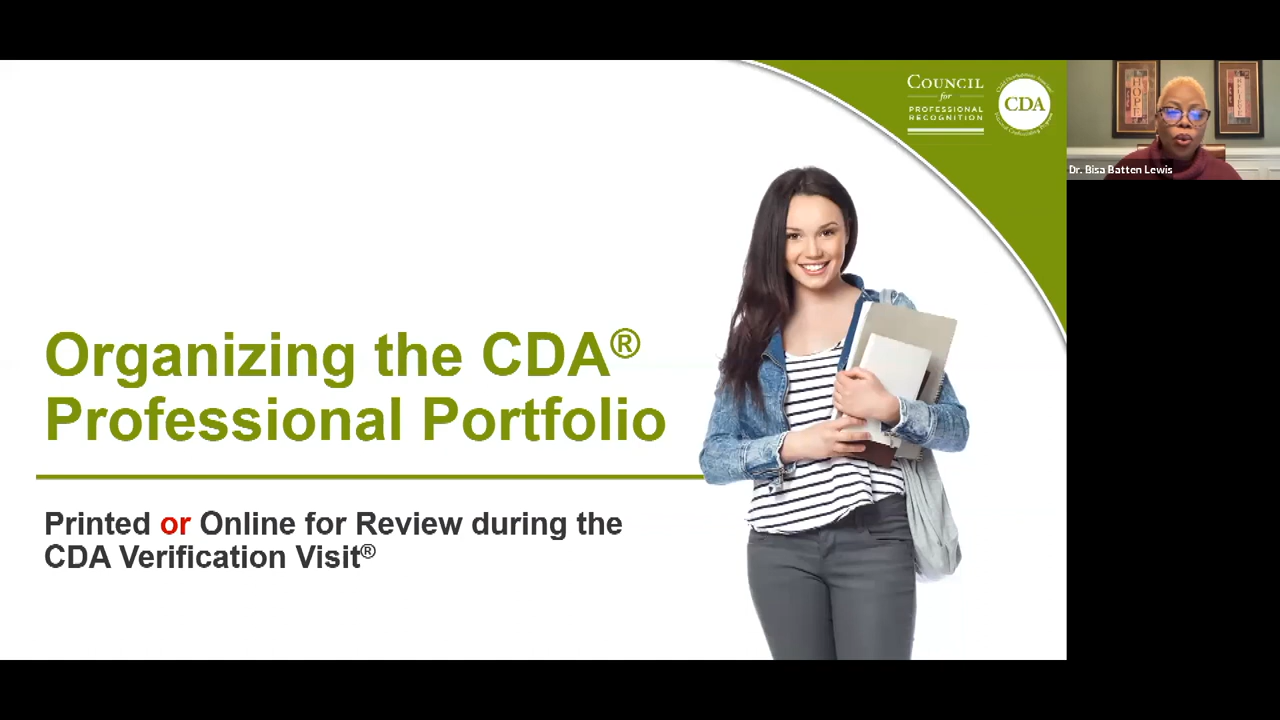 COUNCIL
for
PROFESSIONAL
RECOGNITION
CDA
HOPE
Dr. Bisa Batten Lewis
Organizing the CDA®
Professional Portfolio
Printed or Online for Review during the
CDA Verification Visit®